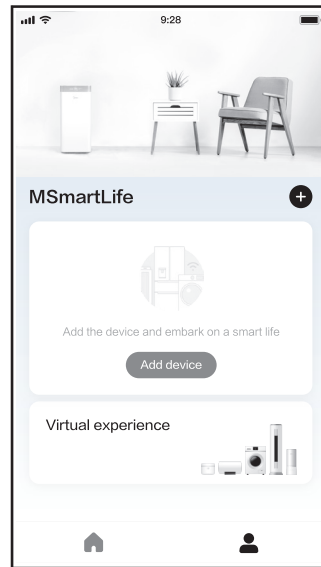 9:28
MSmartLife
Add the device and embark on a smart life
Add device
Virtual experience